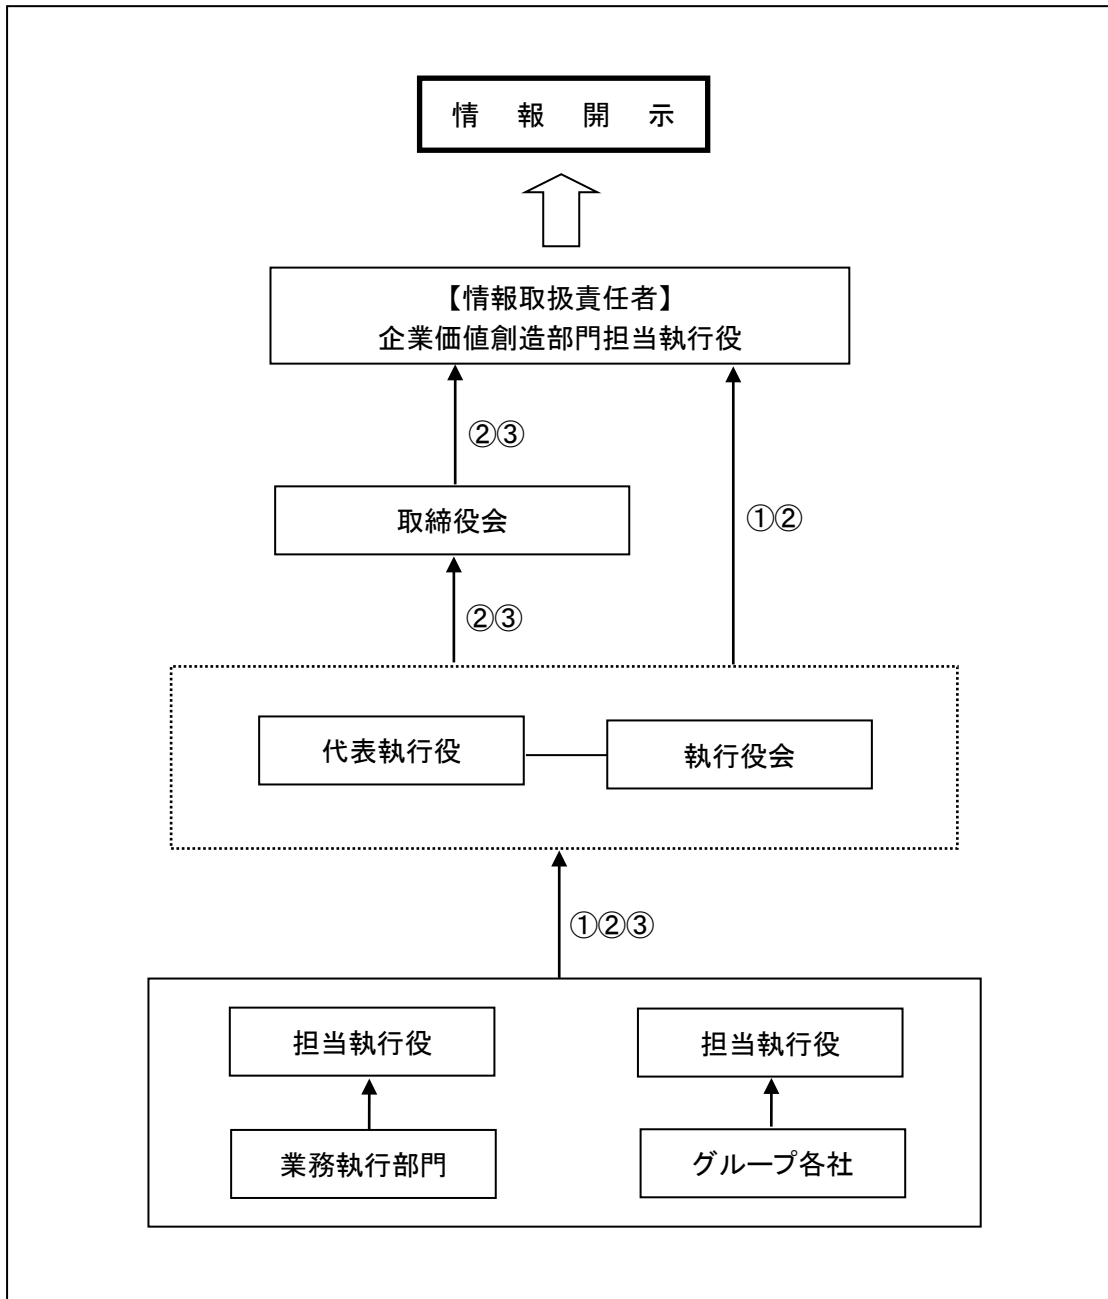 情 報 開 示
【情報取扱責任者】
企業価値創造部門担当執行役
②③
取締役会
①②
②③
代表執行役
執行役会
①②③
担当執行役
担当執行役
業務執行部門
グループ各社